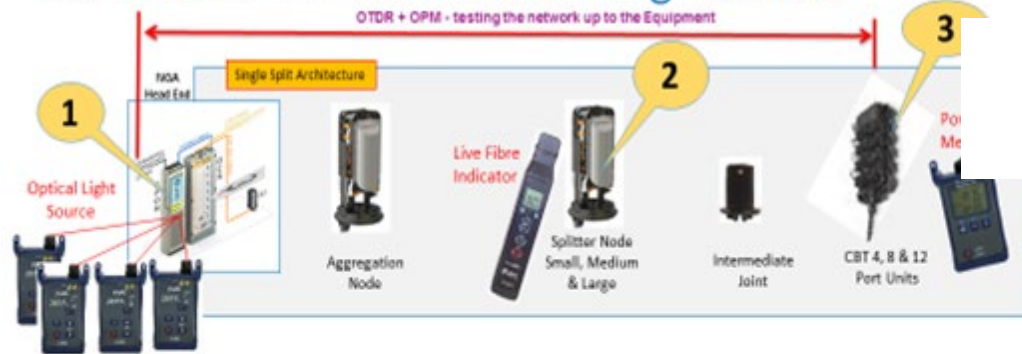 OTDR + OPM - testing the network up to the Equipment
NGA
Head End
Single Split Architecture
1
2
3
Optical Light
Source
Live Fibre
Indicator
Aggregation
Node
Splitter Node
Small, Medium
& Large
Intermediate
Joint
CBT 4, 8 & 12
Port Units